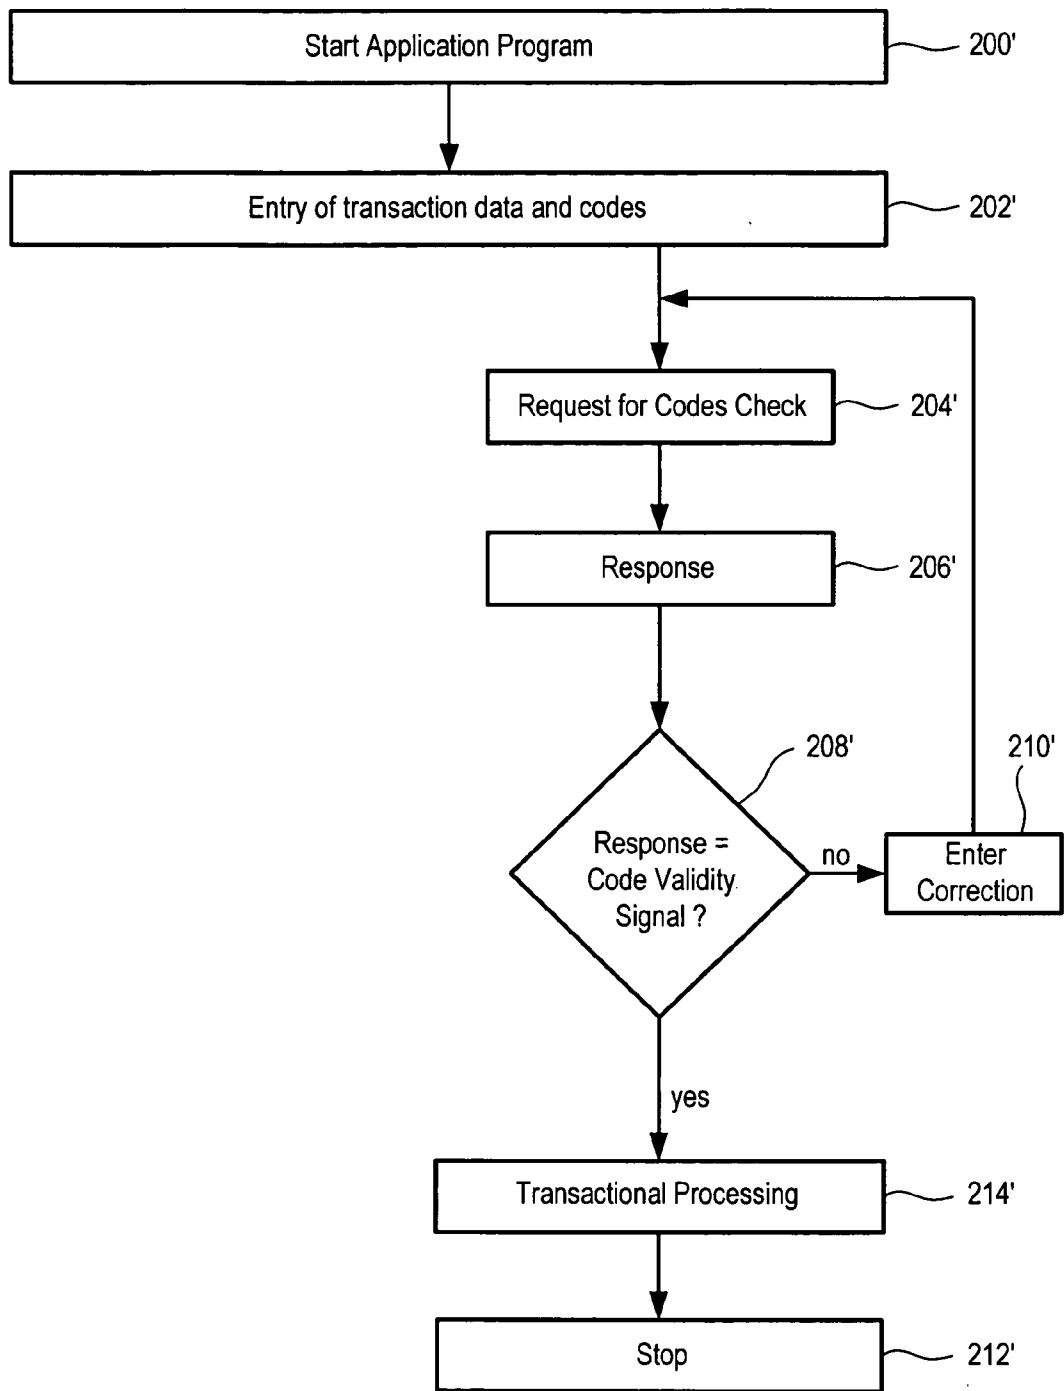 Start Application Program
200'
Entry of transaction data and codes
202'
Request for Codes Check
204'
Response
206'
208'
210'
Response =
Code Validity
Signal ?
no
Enter
Correction
yes
Transactional Processing
214'
Stop
212'